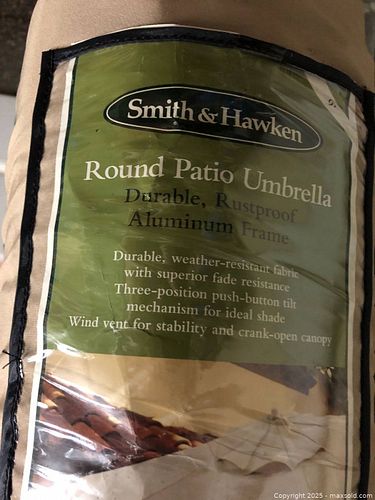 Smith & Hawken
Round Patio Umbrella
Durable, Rustproof
Aluminum Frame
Durable, weather-resistant fabric
with superior fade resistance
Three-position push-button tilt
mechanism for ideal shade
Wind vent for stability and crank-open canopy
Copyright 2025 - maxsold.com